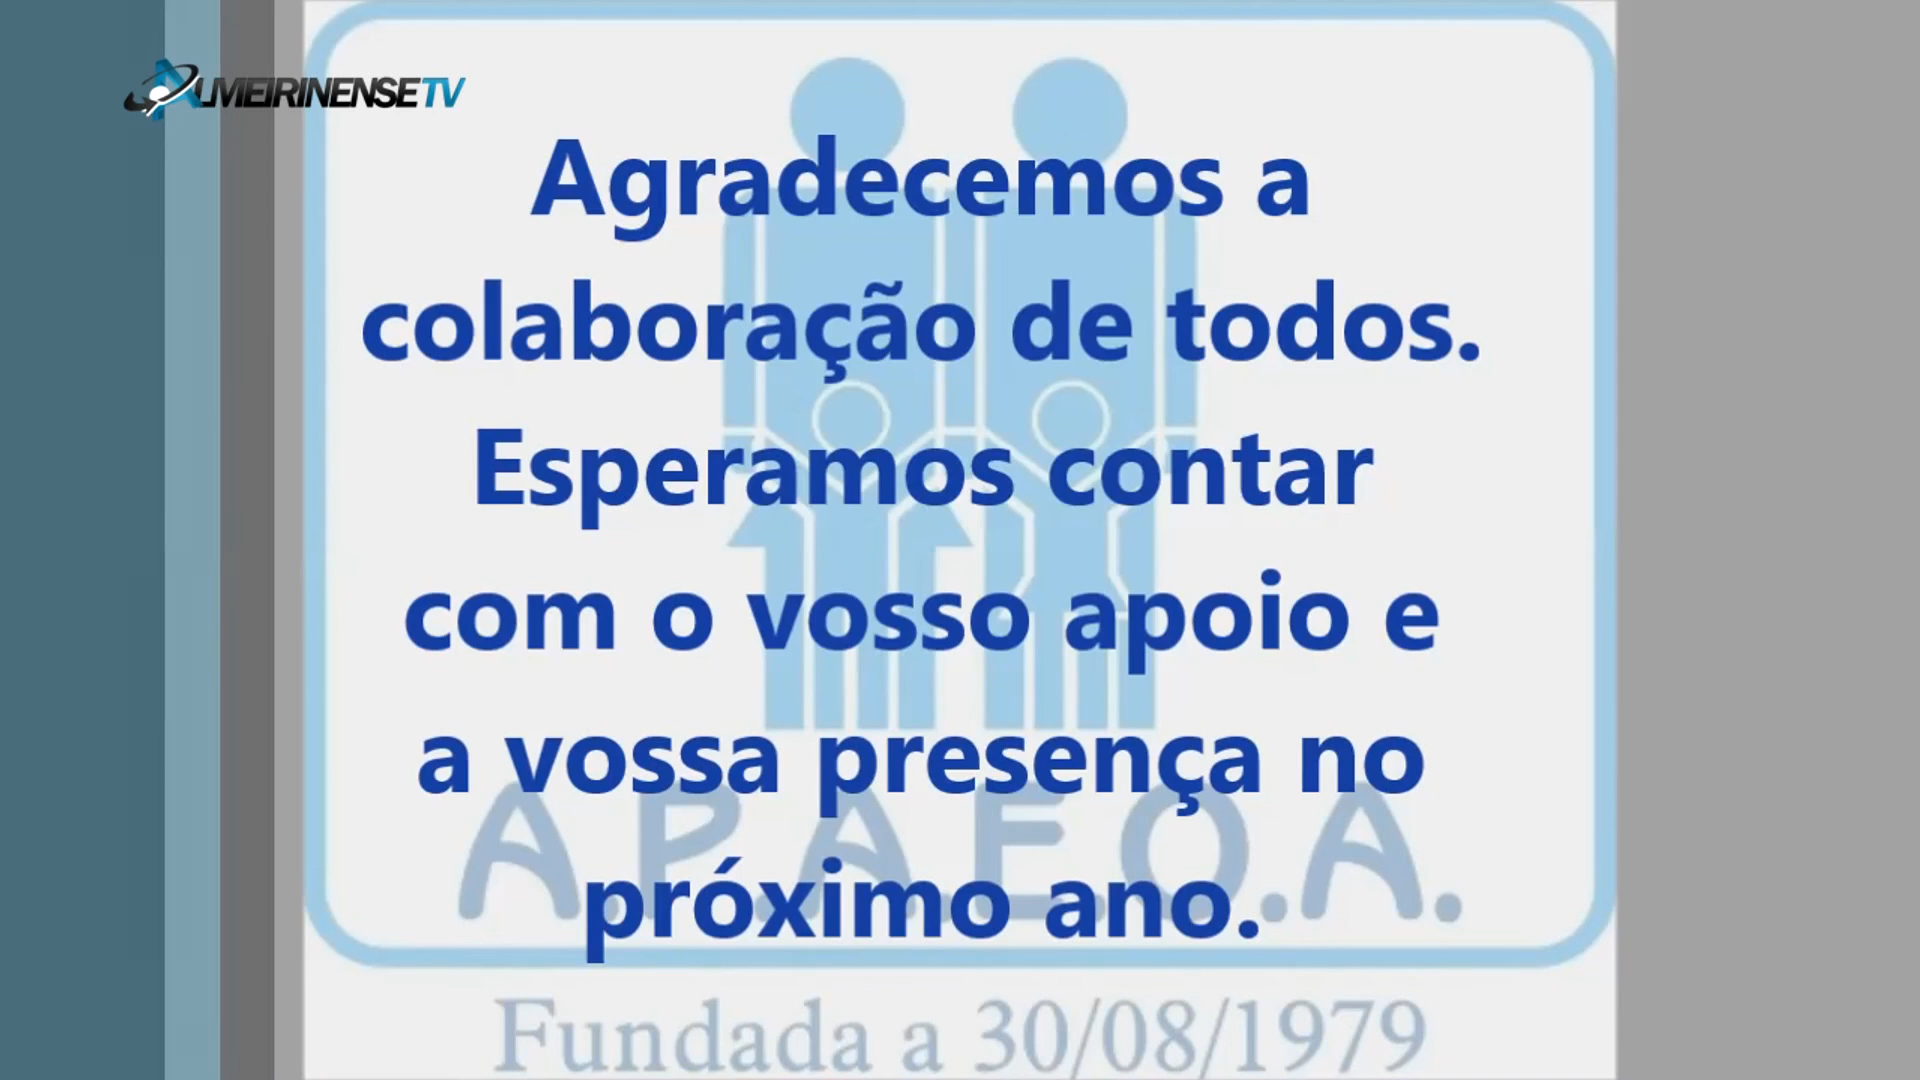 ALMEIRINENSETV
Agradecemos a
colaboração de todos.
Esperamos contar
com o vosso apoio e
a vossa presença no
A.P.A.E.O.A.
próximo ano.
Fundada a 30/08/1979